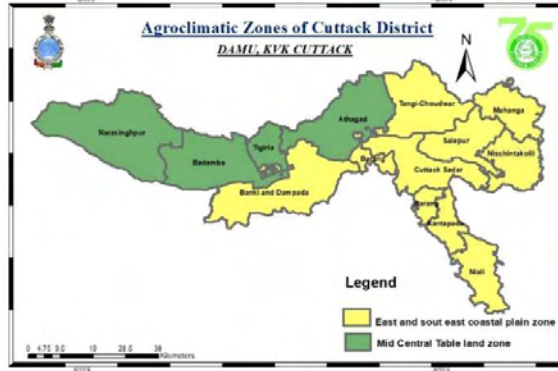 Agroclimatic Zones of Cuttack District
DAMU, KVK CUTTACK
75
N
Tangi-Choudwar
Mahanga
Athagad
Narasinghpur
Tigiria
Salepur
Nischintakoili
Badamba
Cuttack Sadar
Banki and Dampada
Barang
Kantapada
Niali
Legend
East and sout east coastal plain zone
Mid Central Table land zone
0 4.75 9.5 19 28 38
Kilometers